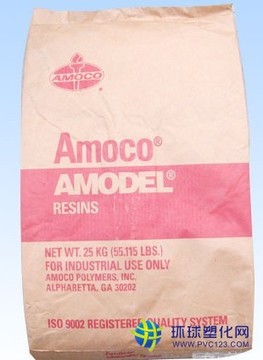 AMOCO
Amoco®
AMODEL®
RESINS
NET WT. 25 KG (55.115 LBS.)
FOR INDUSTRIAL USE ONLY
AMOCO POLYMERS, INC.
ALPHARETTA, GA 30202
ISO 9002 REGISTERED QUALITY SYSTEM
环球塑化网
WWW.PVC123.COM